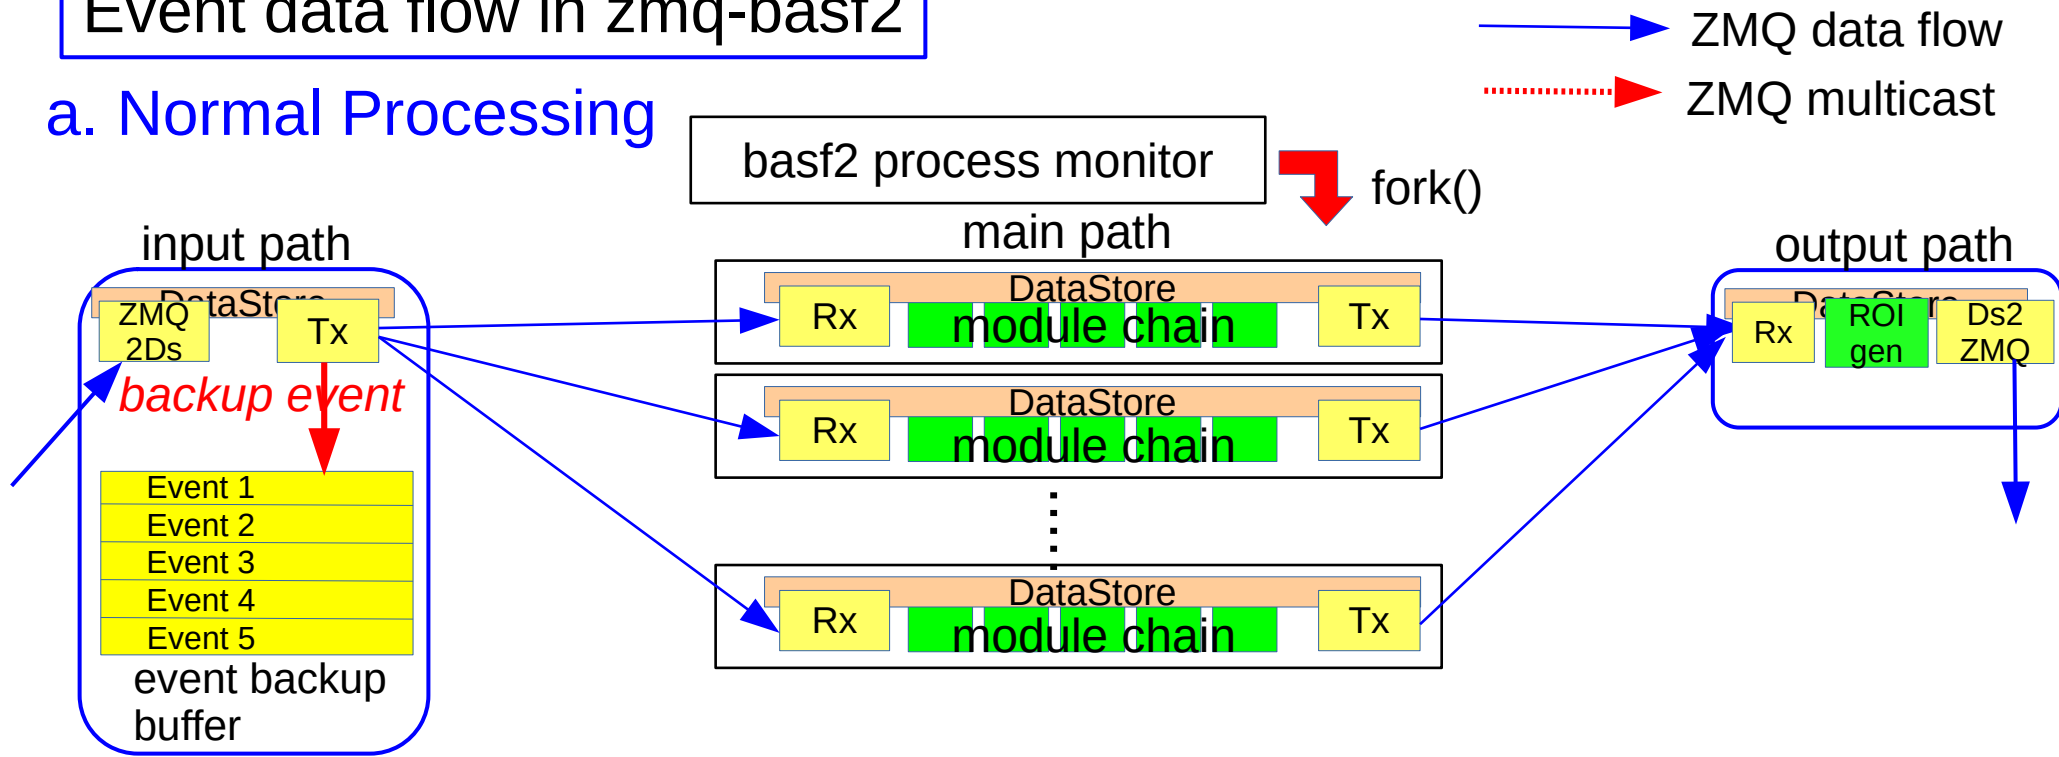 Event data flow in zmq-basf2
ZMQ data flow
ZMQ multicast
a. Normal Processing
basf2 process monitor
fork()
input path
main path
output path
DataStore
ZMQ
2Ds
Tx
backup event
Event 1
Event 2
Event 3
Event 4
Event 5
event backup
buffer
DataStore
Rx
module chain
Tx
DataStore
Rx
module chain
Tx
DataStore
Rx
module chain
Tx
DataStore
Rx
ROI
gen
Ds2
ZMQ